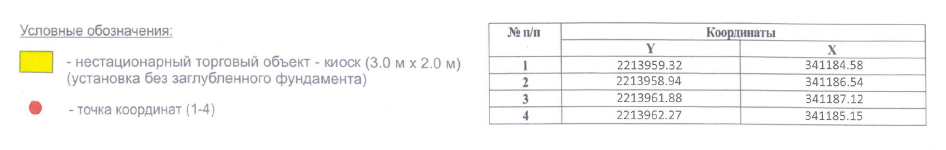 Условные обозначения:
- нестационарный торговый объект - киоск (3.0 м х 2.0 м)
(установка без заглубленного фундамента)
- точка координат (1-4)
№ п/п Координаты
Y X
1 2213959.32 341184.58
2 2213958.94 341186.54
3 2213961.88 341187.12
4 2213962.27 341185.15